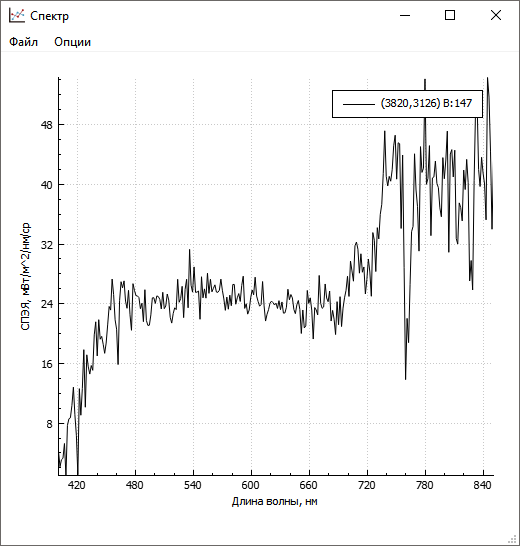 Спектр
Файл Опции
(3820,3126) B:147
48
40
32
24
16
8
СПЭЯ, мВт/м^2/нм/ср
420 480 540 600 660 720 780 840
Длина волны, нм